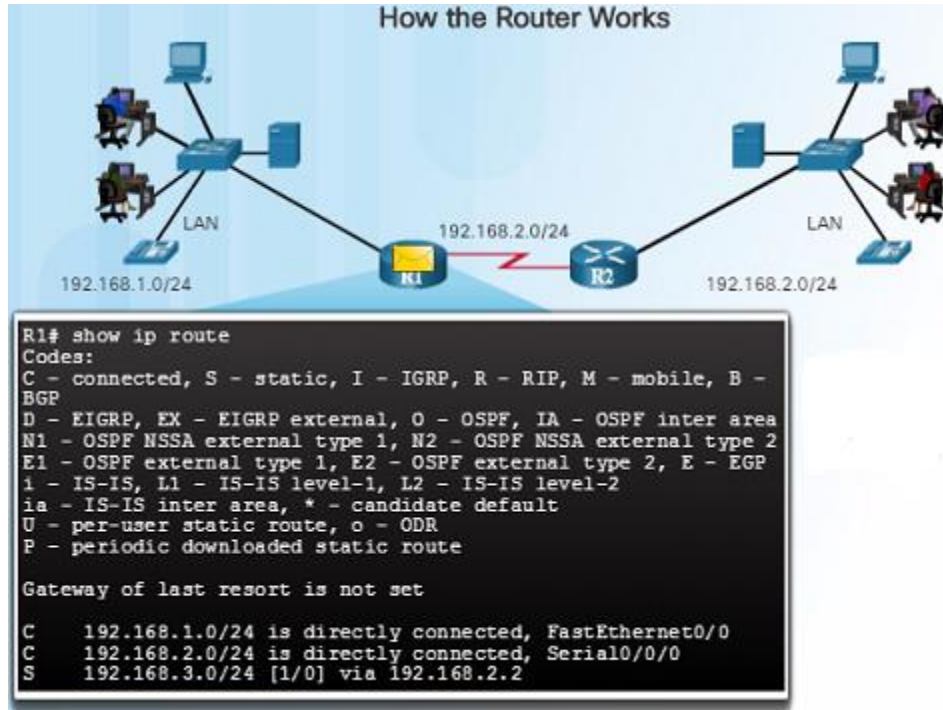 How the Router Works
LAN
192.168.2.0/24
LAN
192.168.1.0/24
R1
R2
192.168.2.0/24
R1# show ip route
Codes:
C - connected, S - static, I - IGRP, R - RIP, M - mobile, B -
BGP
D - EIGRP, EX - EIGRP external, O - OSPF, IA - OSPF inter area
N1 - OSPF NSSA external type 1, N2 - OSPF NSSA external type 2
E1 - OSPF external type 1, E2 - OSPF external type 2, E - EGP
i - IS-IS, L1 - IS-IS level-1, L2 - IS-IS level-2
ia - IS-IS inter area, * - candidate default
U - per-user static route, o - ODR
P - periodic downloaded static route
Gateway of last resort is not set
C 192.168.1.0/24 is directly connected, FastEthernet0/0
C 192.168.2.0/24 is directly connected, Serial0/0/0
S 192.168.3.0/24 [1/0] via 192.168.2.2